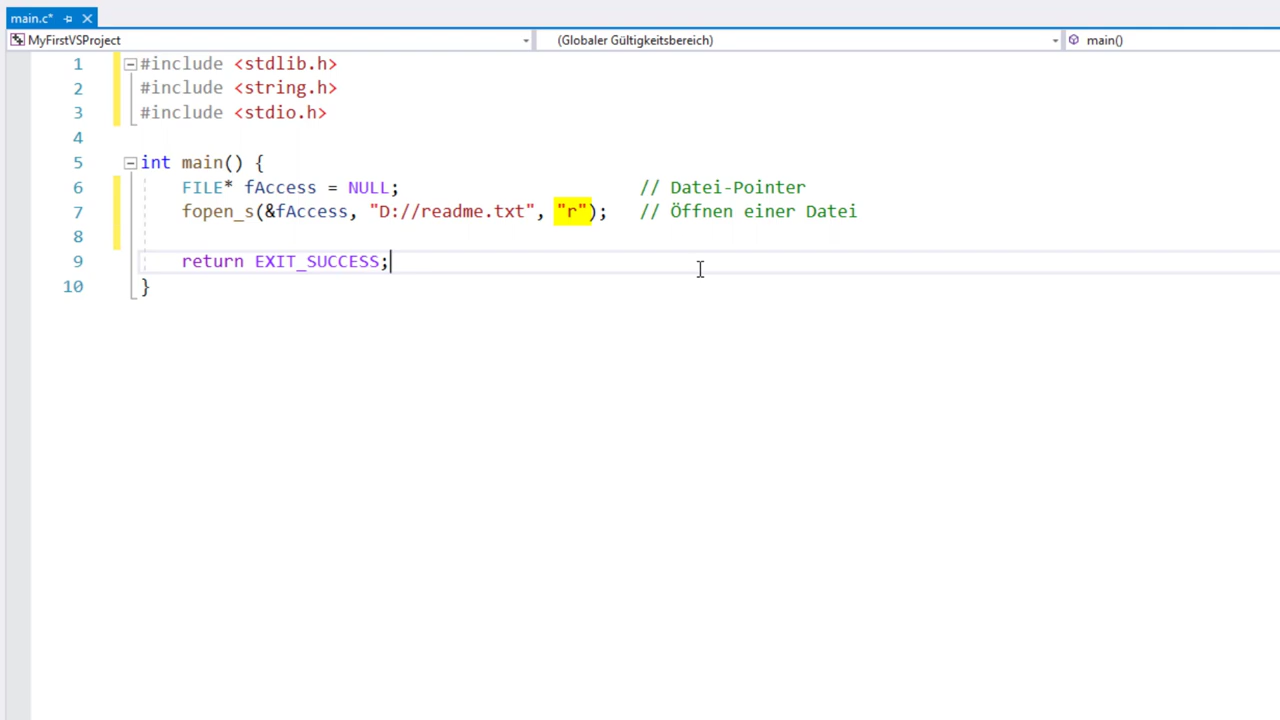 main.c*
MyFirstVSProject (Globaler Gültigkeitsbereich) main()
1 #include <stdlib.h>
2 #include <string.h>
3 #include <stdio.h>
4
5 int main() {
6 FILE* fAccess = NULL; // Datei-Pointer
7 fopen_s(&fAccess, "D://readme.txt", "r"); // Öffnen einer Datei
8
9 return EXIT_SUCCESS;
10 }